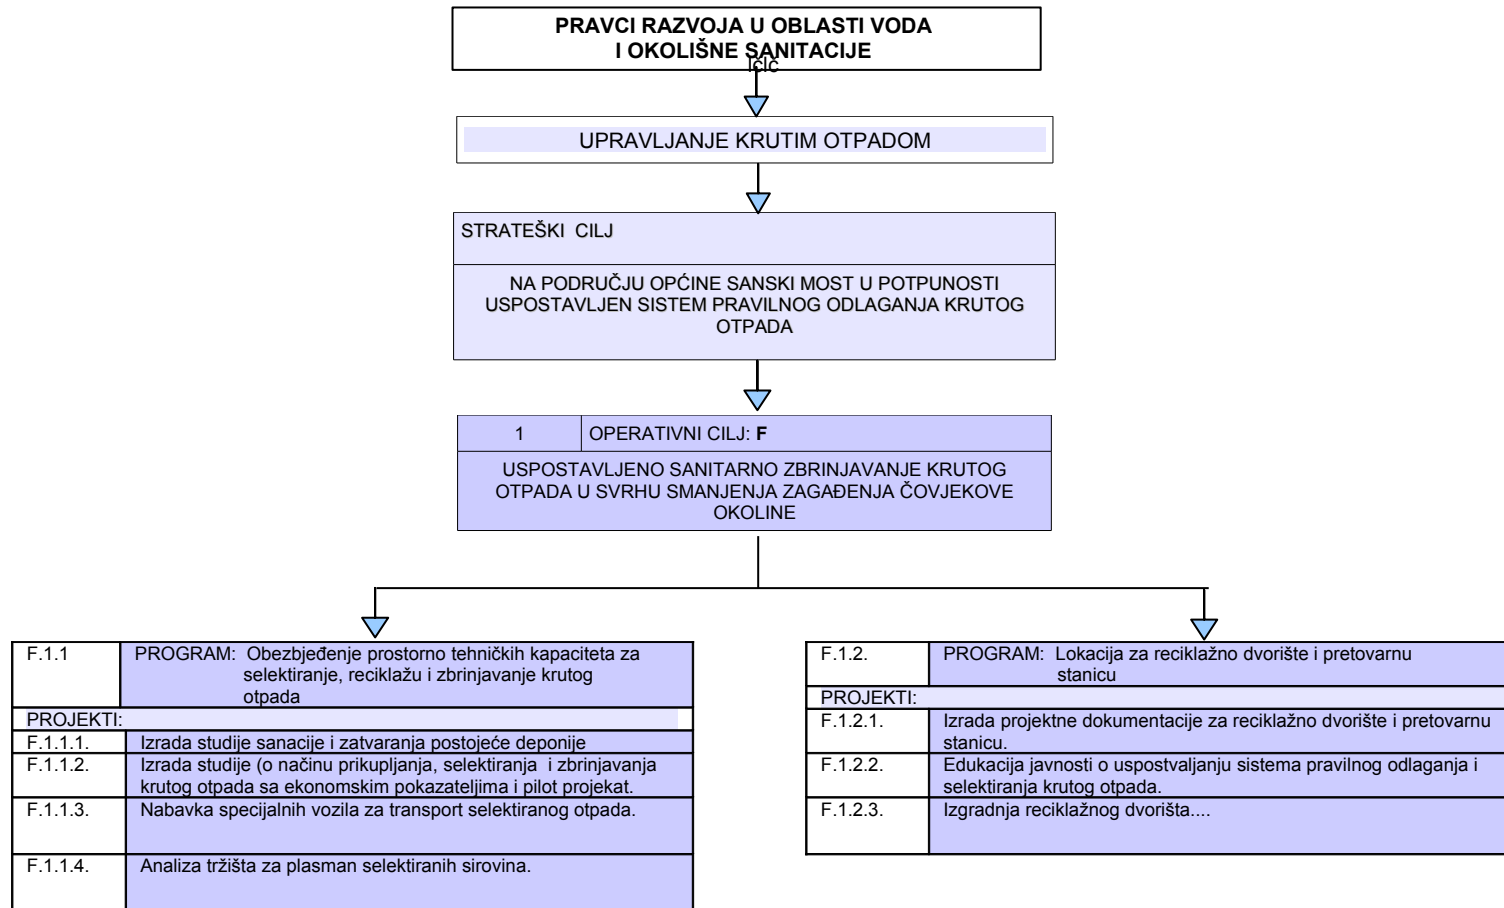 PRAVCI RAZVOJA U OBLASTI VODA
I OKOLIŠNE SANITACIJE
UPRAVLJANJE KRUTIM OTPADOM
STRATEŠKI CILJ
NA PODRUČJU OPĆINE SANSKI MOST U POTPUNOSTI
USPOSTAVLJEN SISTEM PRAVILNOG ODLAGANJA KRUTOG
OTPADA
1 OPERATIVNI CILJ: F
USPOSTAVLJENO SANITARNO ZBRINJAVANJE KRUTOG
OTPADA U SVRHU SMANJENJA ZAGAĐENJA ČOVJEKOVE
OKOLINE
F.1.1 PROGRAM: Obezbjeđenje prostorno tehničkih kapaciteta za
selektiranje, reciklažu i zbrinjavanje krutog
otpada
PROJEKTI:
F.1.1.1. Izrada studije sanacije i zatvaranja postojeće deponije
F.1.1.2. Izrada studije (o načinu prikupljanja, selektiranja i zbrinjavanja
krutog otpada sa ekonomskim pokazateljima i pilot projekat.
F.1.1.3. Nabavka specijalnih vozila za transport selektiranog otpada.
F.1.1.4. Analiza tržišta za plasman selektiranih sirovina.
F.1.2. PROGRAM: Lokacija za reciklažno dvorište i pretovarnu
stanicu
PROJEKTI:
F.1.2.1. Izrada projektne dokumentacije za reciklažno dvorište i pretovarnu
stanicu.
F.1.2.2. Edukacija javnosti o uspostvaljanju sistema pravilnog odlaganja i
selektiranja krutog otpada.
F.1.2.3. Izgradnja reciklažnog dvorišta....